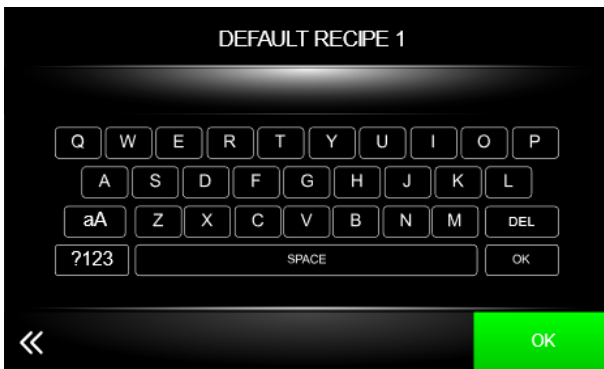 DEFAULT RECIPE 1
Q W E R T Y U I O P
A S D F G H J K L
aA Z X C V B N M DEL
?123 SPACE OK
OK